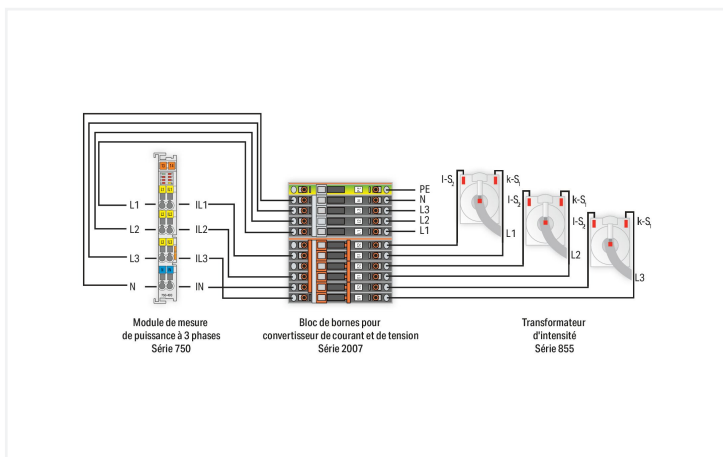 L1
L2
L3
N
IL1
IL2
IL3
IN
PE
N
L3
L2
L1
l-S2
k-S1
L1
l-S2
k-S1
L2
l-S2
k-S1
L3
Module de mesure
de puissance à 3 phases
Série 750
Bloc de bornes pour
convertisseur de courant et de tension
Série 2007
Transformateur
d'intensité
Série 855